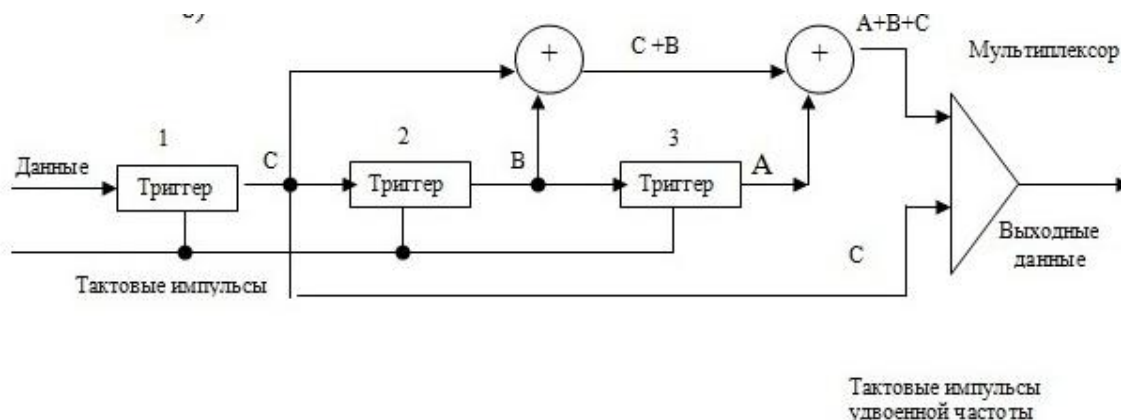 C +B
A+B+C
Мультиплексор
1
2
3
Данные
C
B
A
Триггер
Триггер
Триггер
C
Выходные
данные
Тактовые импульсы
Тактовые импульсы
удвоенной частоты
+
+